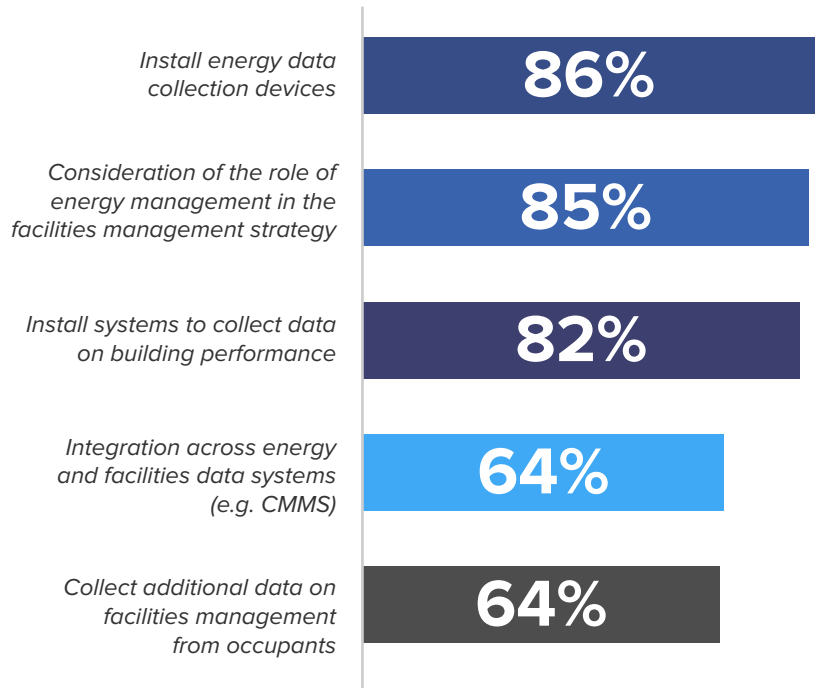 Install energy data
collection devices
86%
Consideration of the role of
energy management in the
facilities management strategy
85%
Install systems to collect data
on building performance
82%
Integration across energy
and facilities data systems
(e.g. CMMS)
64%
Collect additional data on
facilities management
from occupants
64%